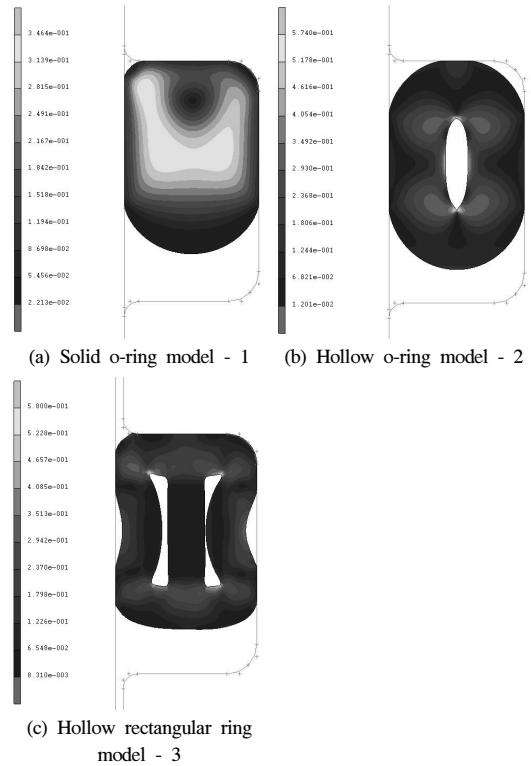 3.464e-001
3.139e-001
2.815e-001
2.491e-001
2.167e-001
1.842e-001
1.518e-001
1.194e-001
8.698e-002
5.456e-002
2.213e-002
5.740e-001
5.178e-001
4.616e-001
4.054e-001
3.492e-001
2.930e-001
2.368e-001
1.806e-001
1.244e-001
6.821e-002
1.201e-002
(a) Solid o-ring model - 1
(b) Hollow o-ring model - 2
5.800e-001
5.228e-001
4.657e-001
4.085e-001
3.513e-001
2.942e-001
2.370e-001
1.798e-001
1.226e-001
6.548e-002
8.310e-003
(c) Hollow rectangular ring
model - 3